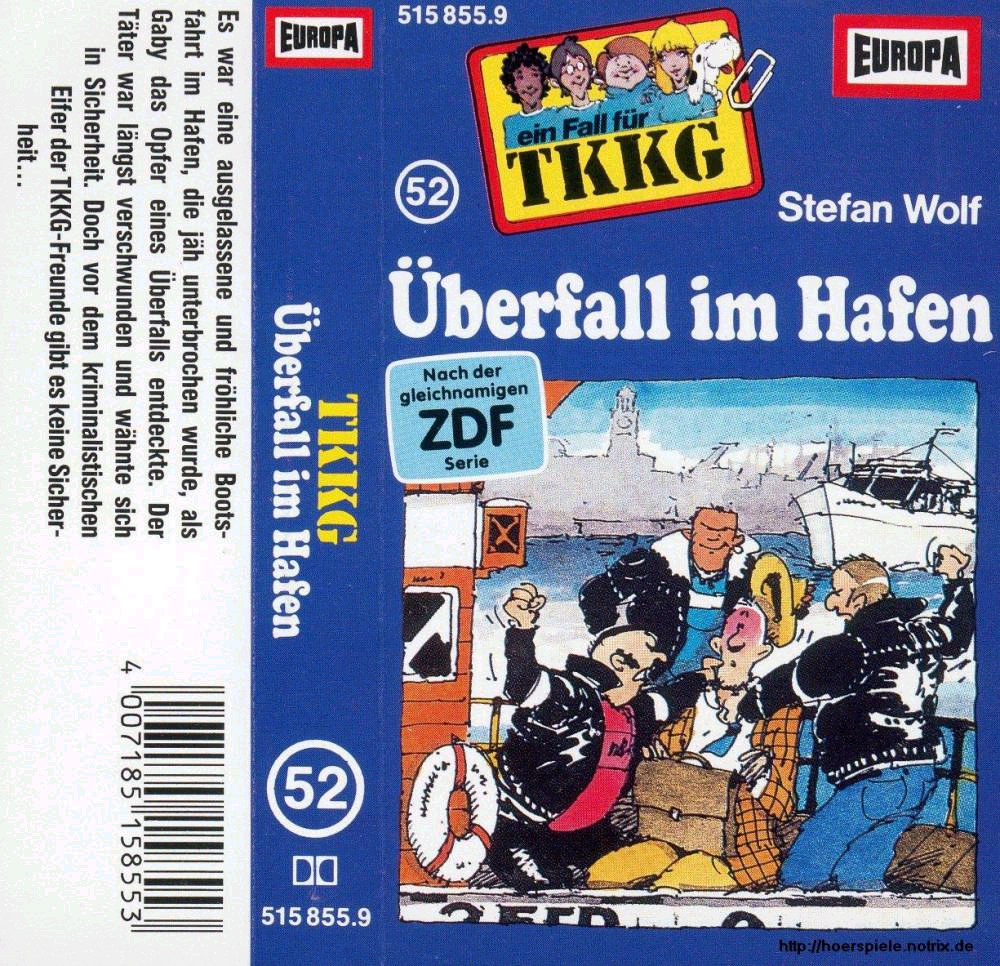 Es war eine ausgelassene und fröhliche Boots-
fahrt im Hafen, die jäh unterbrochen wurde, als
Gaby das Opfer eines Überfalls entdeckte. Der
Täter war längst verschwunden und wähnte sich
in Sicherheit. Doch vor dem kriminalistischen
Eifer der TKKG-Freunde gibt es keine Sicher-
heit...
4 007185 158553
EUROPA
TKKG
Überfall im Hafen
52
515 855.9
515 855.9
ein Fall für
TKKG
EUROPA
52
Stefan Wolf
Überfall im Hafen
Nach der
gleichnamigen
ZDF
Serie
http://hoerspiele.notrix.de